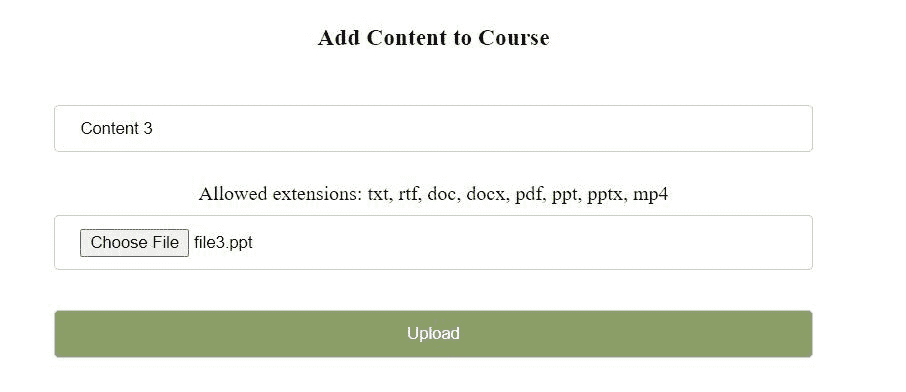 Add Content to Course
Content 3
Allowed extensions: txt, rtf, doc, docx, pdf, ppt, pptx, mp4
Choose File file3.ppt
Upload